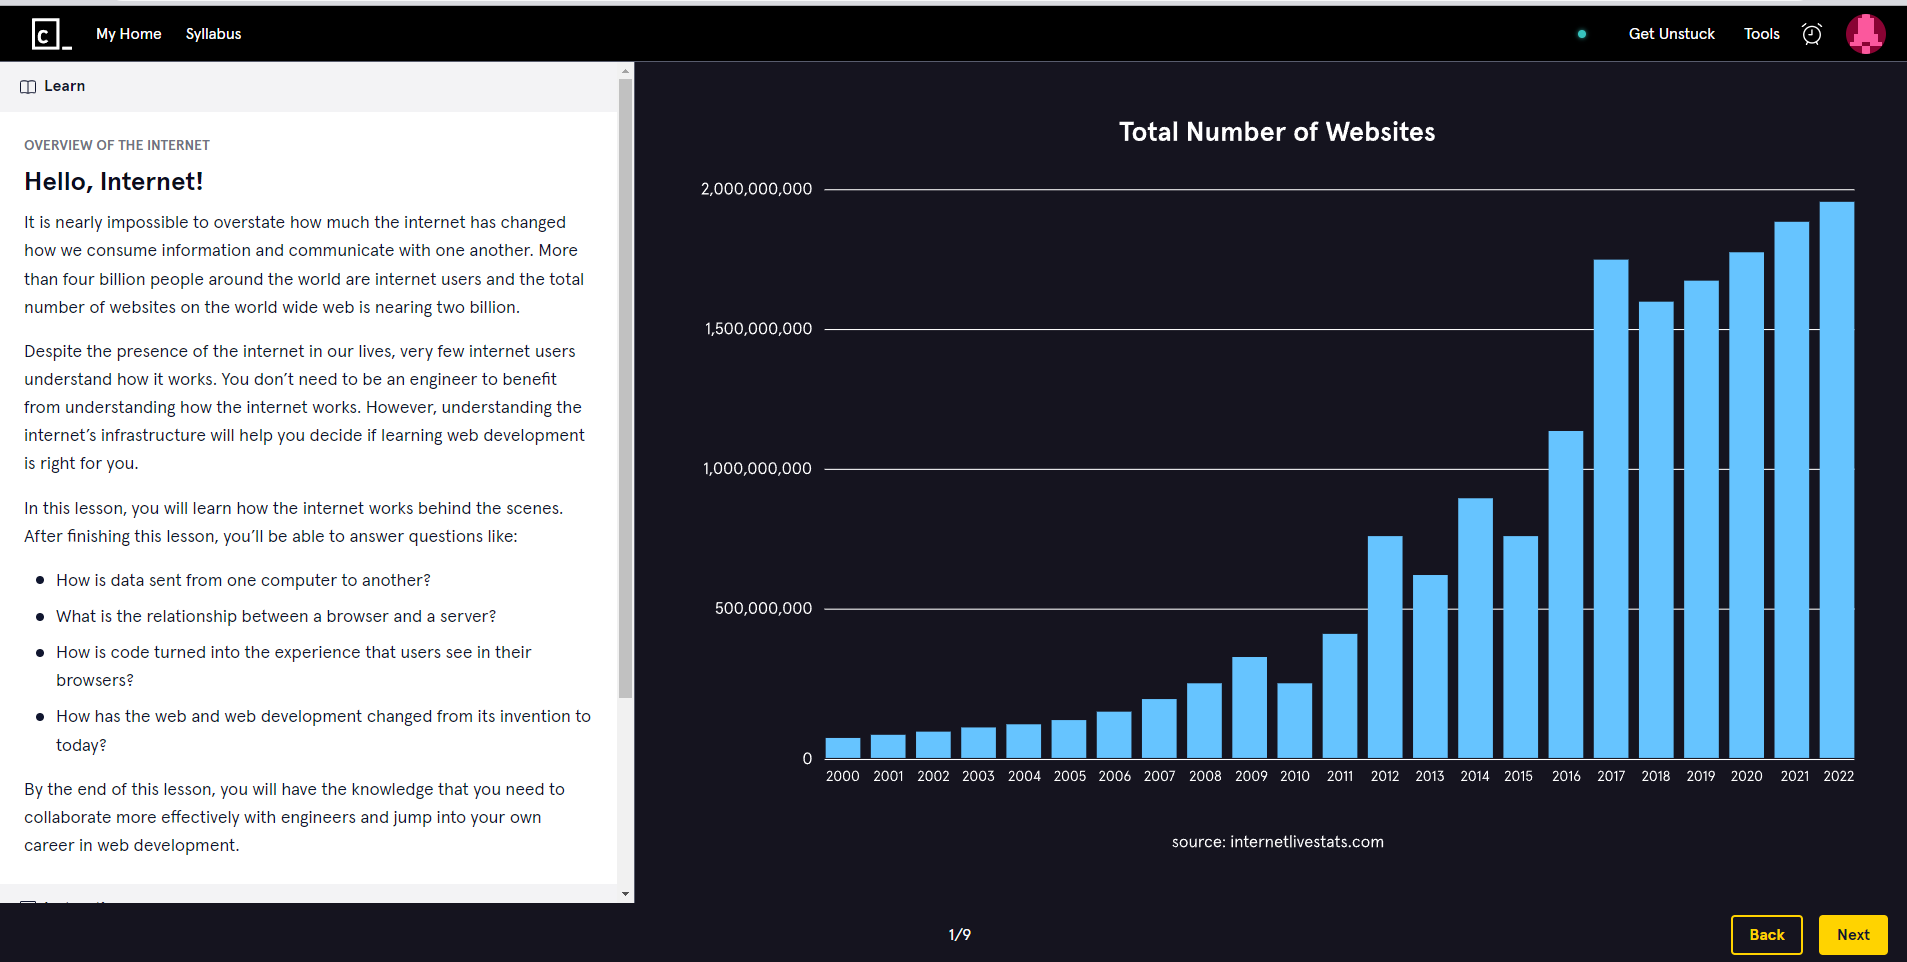 My Home Syllabus Get Unstuck Tools
Learn
OVERVIEW OF THE INTERNET
Hello, Internet!
It is nearly impossible to overstate how much the internet has changed
how we consume information and communicate with one another. More
than four billion people around the world are internet users and the total
number of websites on the world wide web is nearing two billion.
Despite the presence of the internet in our lives, very few internet users
understand how it works. You don’t need to be an engineer to benefit
from understanding how the internet works. However, understanding the
internet’s infrastructure will help you decide if learning web development
is right for you.
In this lesson, you will learn how the internet works behind the scenes.
After finishing this lesson, you’ll be able to answer questions like:
How is data sent from one computer to another?
What is the relationship between a browser and a server?
How is code turned into the experience that users see in their
browsers?
How has the web and web development changed from its invention to
today?
By the end of this lesson, you will have the knowledge that you need to
collaborate more effectively with engineers and jump into your own
career in web development.
Total Number of Websites
2,000,000,000
1,500,000,000
1,000,000,000
500,000,000
0
2000 2001 2002 2003 2004 2005 2006 2007 2008 2009 2010 2011 2012 2013 2014 2015 2016 2017 2018 2019 2020 2021 2022
source: internetlivestats.com
1/9
Back Next